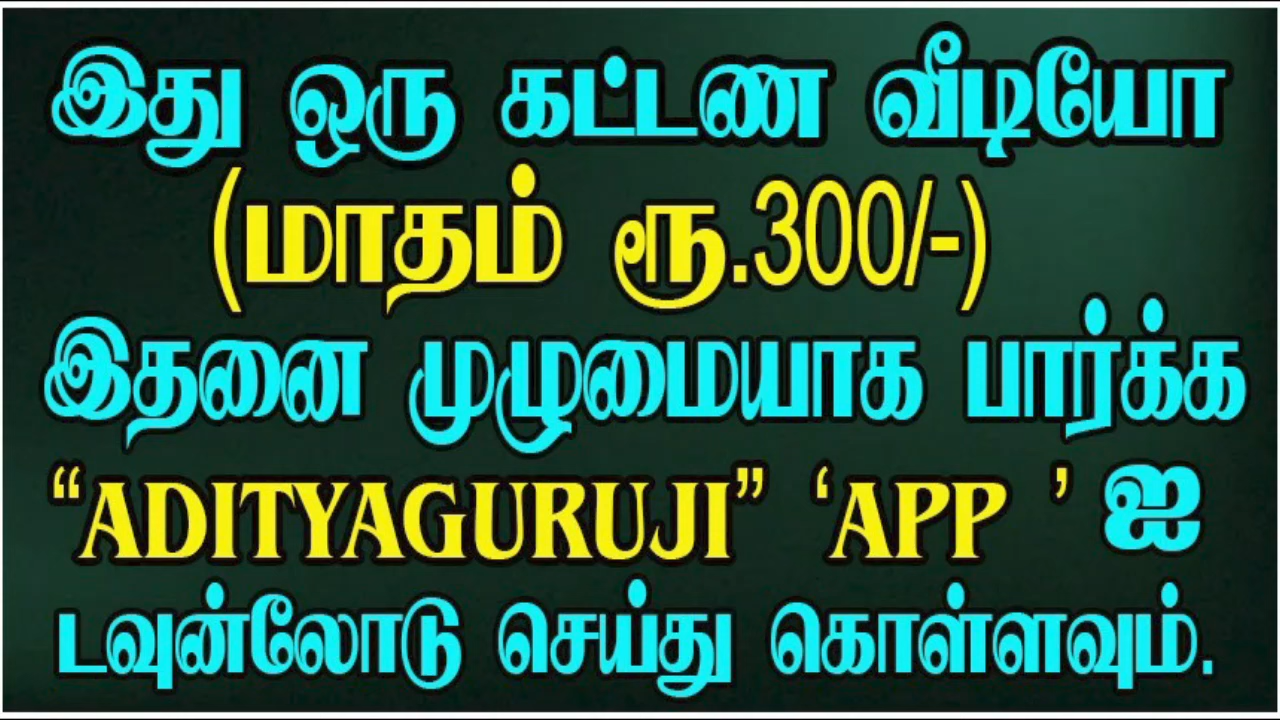 இது ஒரு கட்டண வீடியோ
(மாதம் ரூ.300/-)
இதனை முழுமையாக பார்க்க
“ADITYAGURUJI” ‘APP ’ ஐ
டவுன்லோடு செய்து கொள்ளவும்.